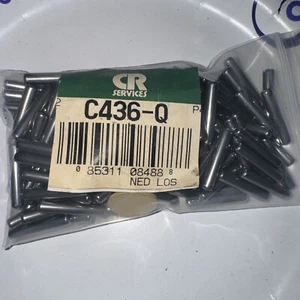 CR
SERVICES
C436-Q
0 85311 08488 8
NED LOS